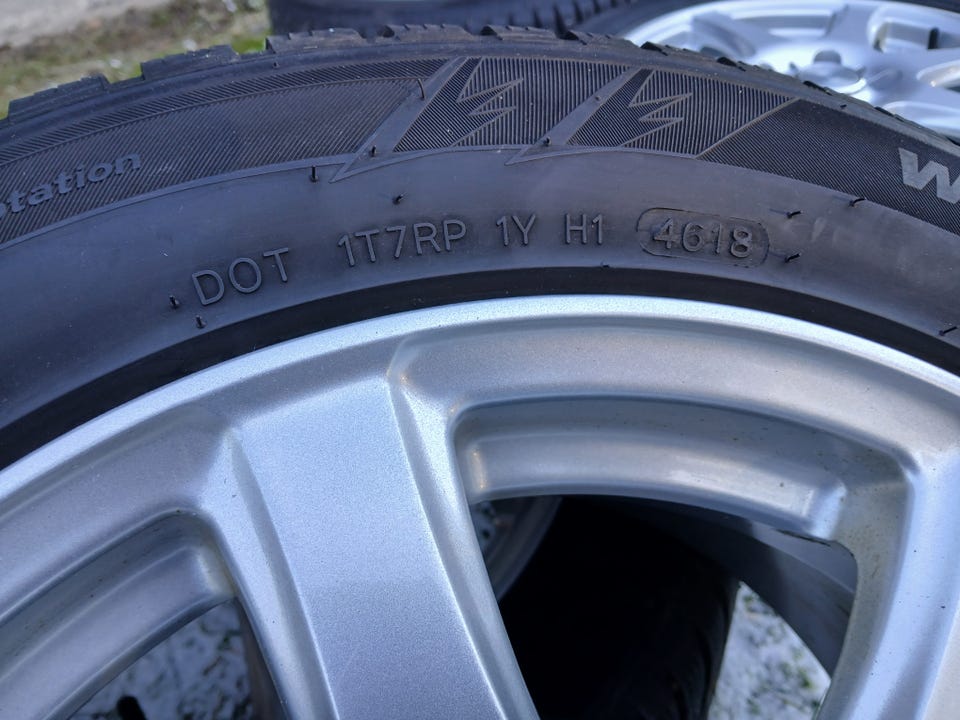 otation
W
DOT 1T7RP 1Y H1 4618